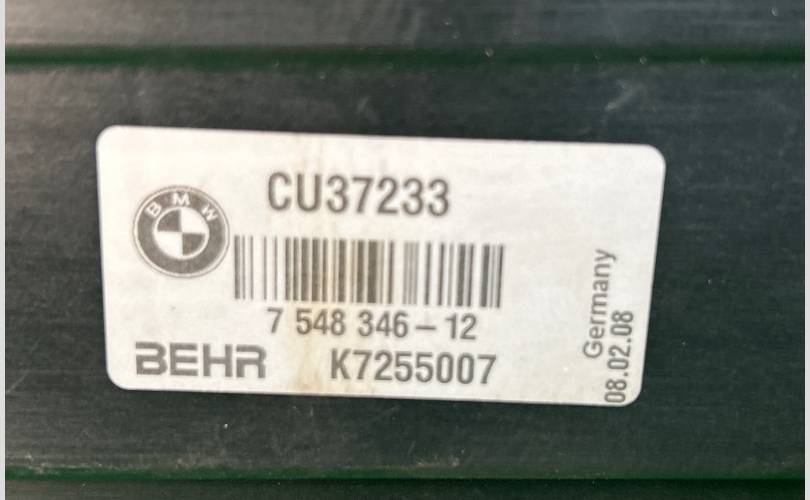 CU37233
BMW
7 548 346-12
BEHR K7255007
Germany
08.02.08